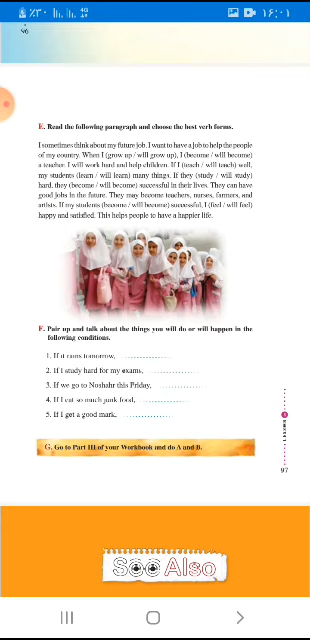 %۳۰ 4G ۱۶:۰۱
۹۶
E. Read the following paragraph and choose the best verb forms.
I sometimes think about my future job. I want to have a job to help the people
of my country. When I (grow up / will grow up), I (become / will become)
a teacher. I will work hard and help children. If I (teach / will teach) well,
my students (learn / will learn) many things. If they (study / will study)
hard, they (become / will become) successful in their lives. They can have
good jobs in the future. They may become teachers, nurses, farmers, and
artists. If my students (become / will become) successful, I (feel / will feel)
happy and satisfied. This helps people to have a happier life.
F. Pair up and talk about the things you will do or will happen in the
following conditions.
1. If it rains tomorrow, ....................
2. If I study hard for my exams, ....................
3. If we go to Noshahr this Friday, ....................
4. If I eat so much junk food, ....................
5. If I get a good mark, ....................
G. Go to Part III of your Workbook and do A and B.
97
See Also